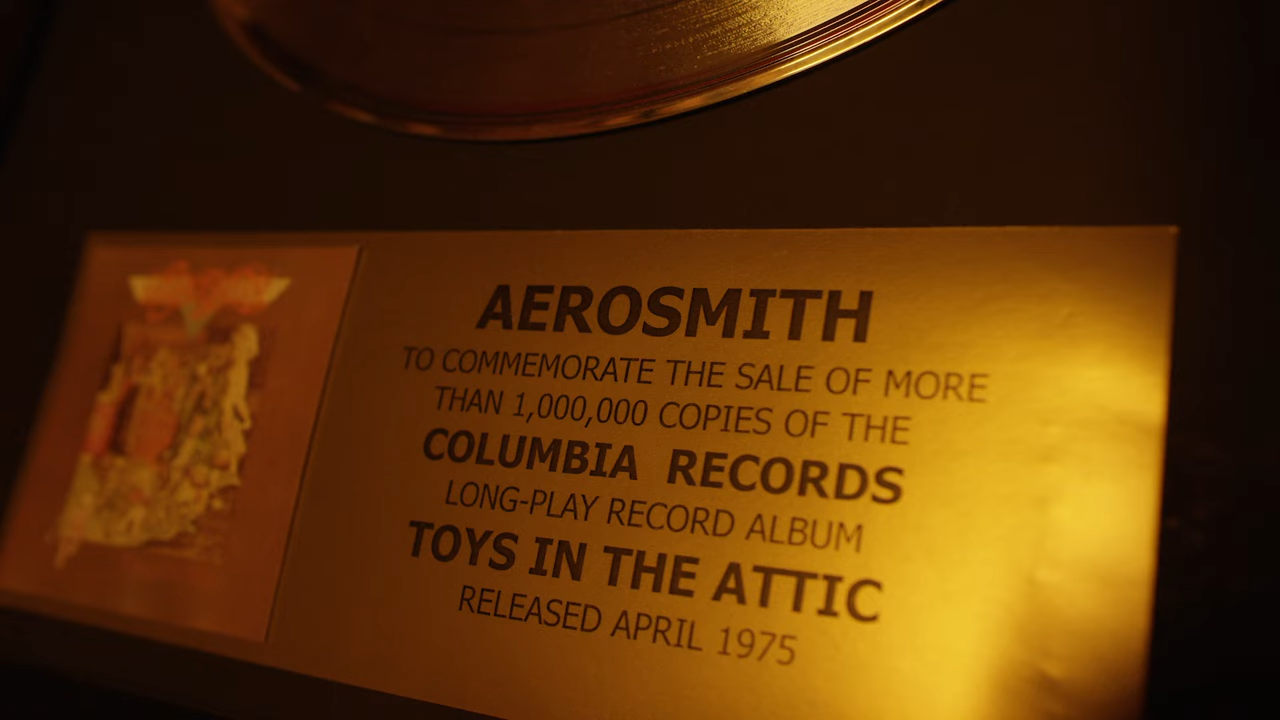 AEROSMITH
TO COMMEMORATE THE SALE OF MORE
THAN 1,000,000 COPIES OF THE
COLUMBIA RECORDS
LONG-PLAY RECORD ALBUM
TOYS IN THE ATTIC
RELEASED APRIL 1975